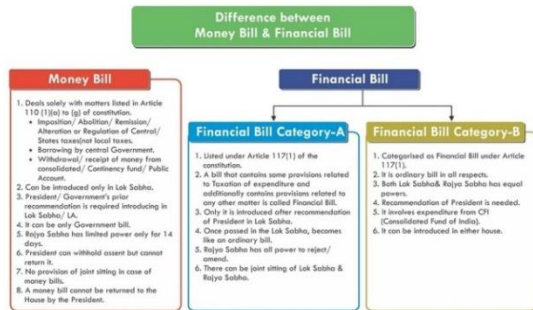 Difference between
Money Bill & Financial Bill
Money Bill
1. Deals solely with matters listed in Article
110 (1)(a) to (g) of constitution.
• Imposition/ Abolition/ Remission/
Alteration or Regulation of Central/
States taxes(not local taxes.
• Borrowing by central Government.
• Withdrawal/ receipt of money from
consolidated/ Continency fund/ Public
Account.
2. Can be introduced only in Lok Sabha.
3. President/ Government's prior
recommendation is required introducing in
Lok Sabha/ LA.
4. It can be only Government bill.
5. Rajya Sabha has limited power only for 14
days.
6. President can withhold assent but cannot
return it.
7. No provision of joint sitting in case of
money bills.
8. A money bill cannot be returned to the
House by the President.
Financial Bill
Financial Bill Category-A
1. Listed under Article 117(1) of the
constitution.
2. A bill that contains some provisions related
to Taxation of expenditure and
additionally contains provisions related to
any other matter is called Financial Bill.
3. Only it is introduced after recommendation
of President in Lok Sabha.
4. Once passed in the Lok Sabha, becomes
like an ordinary bill.
5. Rajya Sabha has all power to reject/
amend.
6. There can be joint sitting of Lok Sabha &
Rajya Sabha.
Financial Bill Category-B
1. Categorised as Financial Bill under Article
117(1).
2. It is ordinary bill in all respects.
3. Both Lok Sabha& Rajya Sabha has equal
powers.
4. Recommendation of President is needed.
5. It involves expenditure from CFI
(Consolidated Fund of India).
6. It can be introduced in either house.